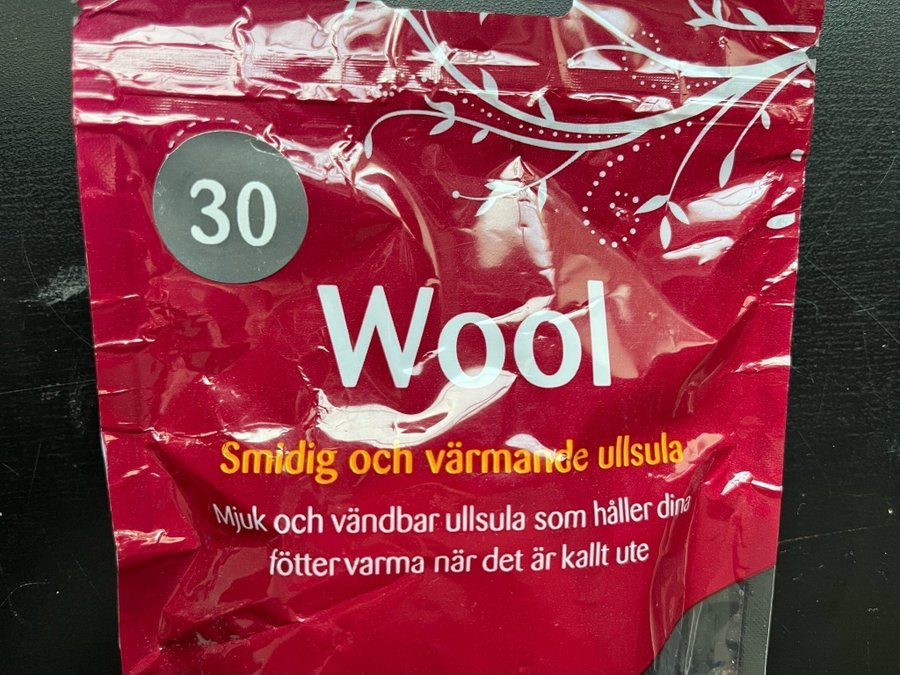 30
Wool
Smidig och värmande ullsula
Mjuk och vändbar ullsula som håller dina
fötter varma när det är kallt ute